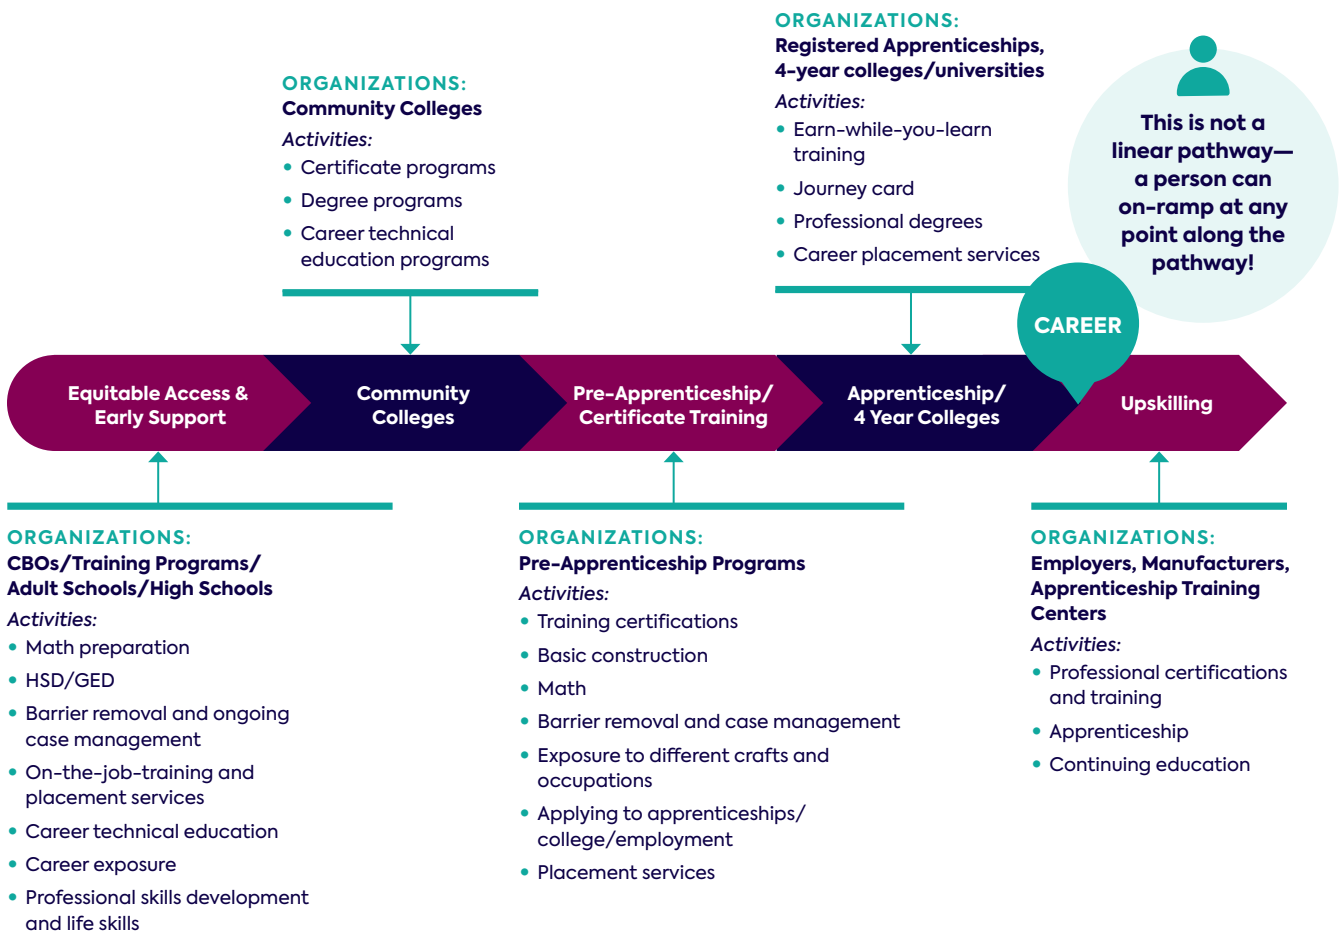 ORGANIZATIONS:
Community Colleges
Activities:
• Certificate programs
• Degree programs
• Career technical
education programs
ORGANIZATIONS:
Registered Apprenticeships,
4-year colleges/universities
Activities:
• Earn-while-you-learn
training
• Journey card
• Professional degrees
• Career placement services
This is not a
linear pathway—
a person can
on-ramp at any
point along the
pathway!
CAREER
Equitable Access &
Early Support
Community
Colleges
Pre-Apprenticeship/
Certificate Training
Apprenticeship/
4 Year Colleges
Upskilling
ORGANIZATIONS:
CBOs/Training Programs/
Adult Schools/High Schools
Activities:
• Math preparation
• HSD/GED
• Barrier removal and ongoing
case management
• On-the-job-training and
placement services
• Career technical education
• Career exposure
• Professional skills development
and life skills
ORGANIZATIONS:
Pre-Apprenticeship Programs
Activities:
• Training certifications
• Basic construction
• Math
• Barrier removal and case management
• Exposure to different crafts and
occupations
• Applying to apprenticeships/
college/employment
• Placement services
ORGANIZATIONS:
Employers, Manufacturers,
Apprenticeship Training
Centers
Activities:
• Professional certifications
and training
• Apprenticeship
• Continuing education